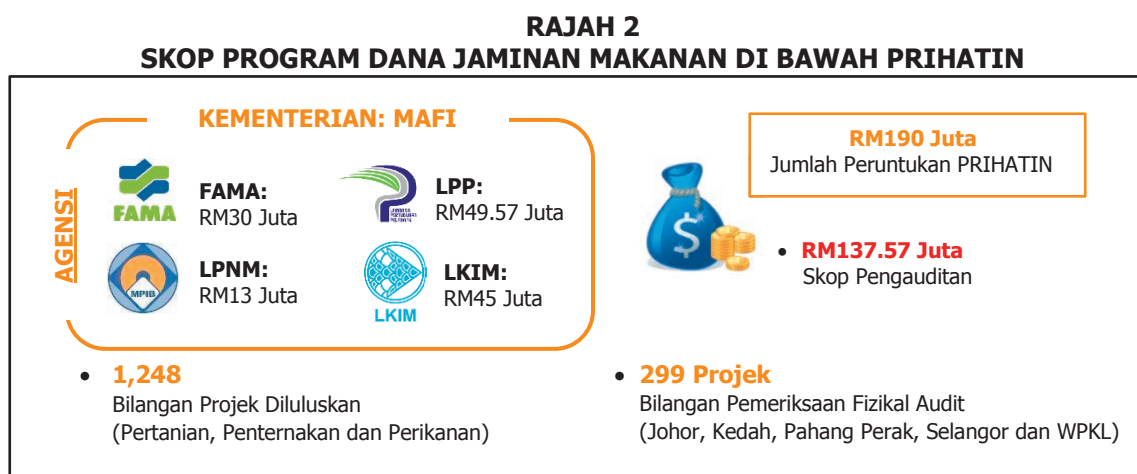 RAJAH 2
SKOP PROGRAM DANA JAMINAN MAKANAN DI BAWAH PRIHATIN
KEMENTERIAN: MAFI
AGENSI
FAMA
FAMA:
RM30 Juta
LPP:
RM49.57 Juta
MPIB
LPNM:
RM13 Juta
LKIM
LKIM:
RM45 Juta
RM190 Juta
Jumlah Peruntukan PRIHATIN
$
• RM137.57 Juta
Skop Pengauditan
• 1,248
Bilangan Projek Diluluskan
(Pertanian, Penternakan dan Perikanan)
• 299 Projek
Bilangan Pemeriksaan Fizikal Audit
(Johor, Kedah, Pahang Perak, Selangor dan WPKL)